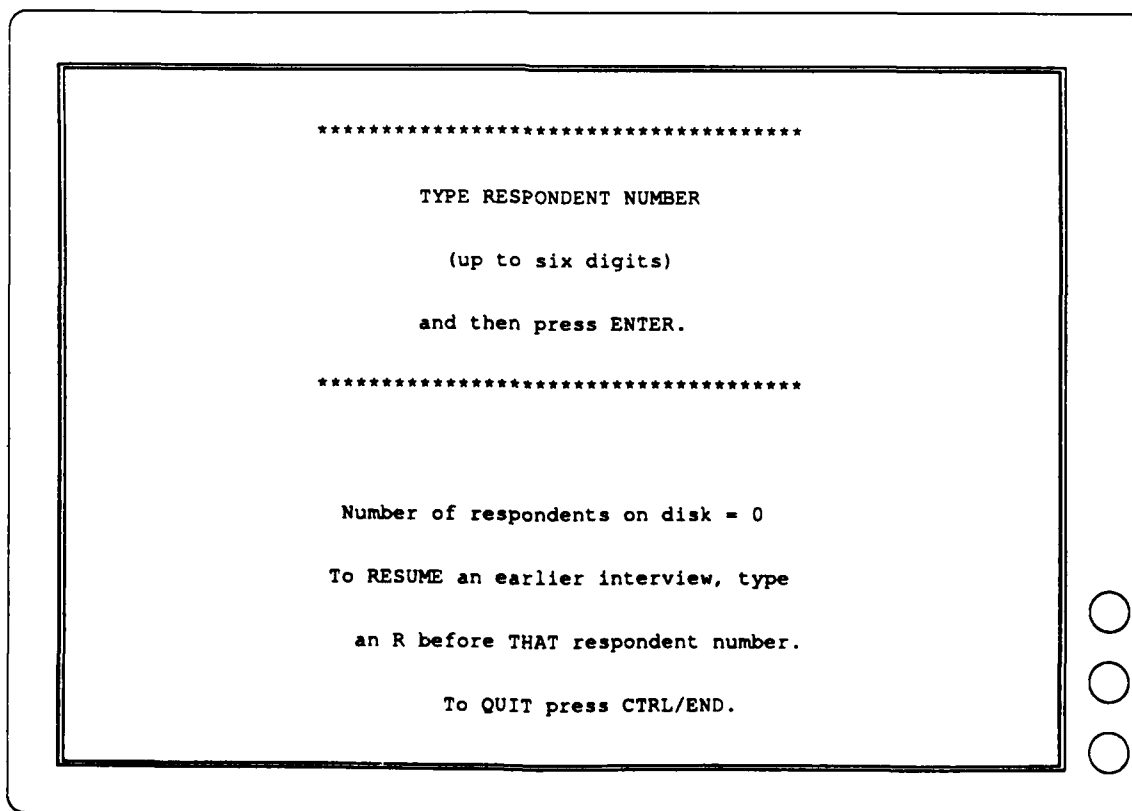 **************************************
TYPE RESPONDENT NUMBER
(up to six digits)
and then press ENTER.
**************************************
Number of respondents on disk = 0
To RESUME an earlier interview, type
an R before THAT respondent number.
To QUIT press CTRL/END.